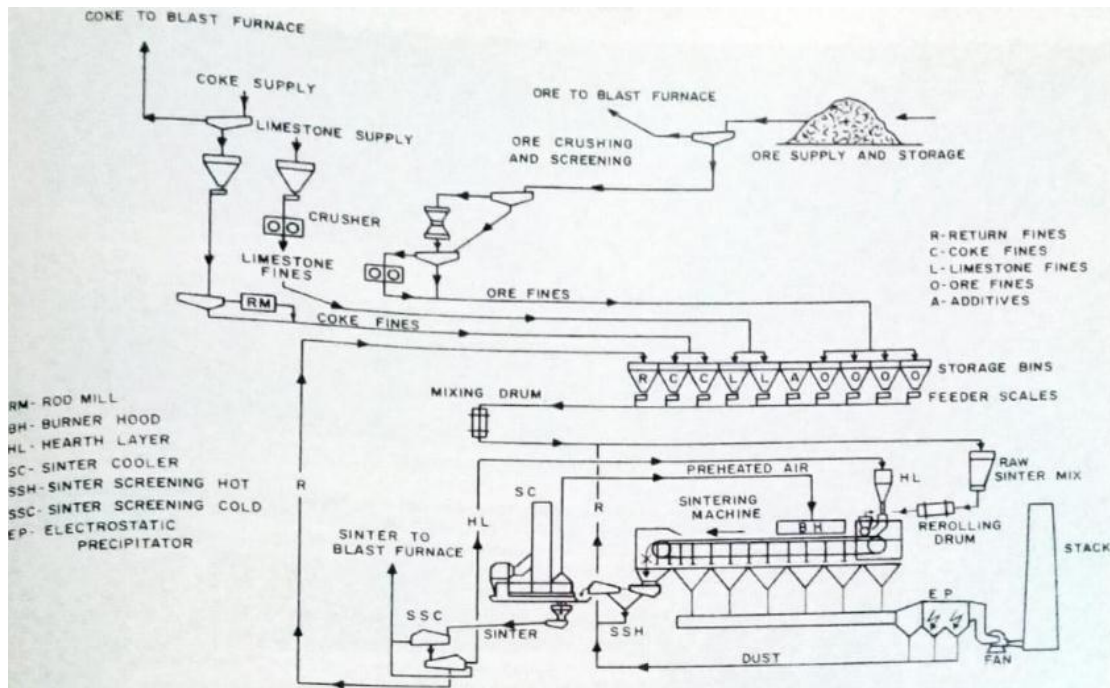 COKE TO BLAST FURNACE
COKE SUPPLY
LIMESTONE SUPPLY
ORE TO BLAST FURNACE
ORE CRUSHING
AND SCREENING
ORE SUPPLY AND STORAGE
CRUSHER
LIMESTONE
FINES
RM
COKE FINES
ORE FINES
R-RETURN FINES
C-COKE FINES
L-LIMESTONE FINES
O-ORE FINES
A-ADDITIVES
R C C L L A O O O O
STORAGE BINS
FEEDER SCALES
MIXING DRUM
RM- ROD MILL
BH- BURNER HOOD
HL- HEARTH LAYER
SC- SINTER COOLER
SSH-SINTER SCREENING HOT
SSC-SINTER SCREENING COLD
EP- ELECTROSTATIC
PRECIPITATOR
R
PREHEATED AIR
HL
RAW
SINTER MIX
SC
HL
R
SINTERING
MACHINE
BH
REROLLING
DRUM
STACK
SINTER TO
BLAST FURNACE
SSC
SINTER
SSH
EP
FAN
DUST
R